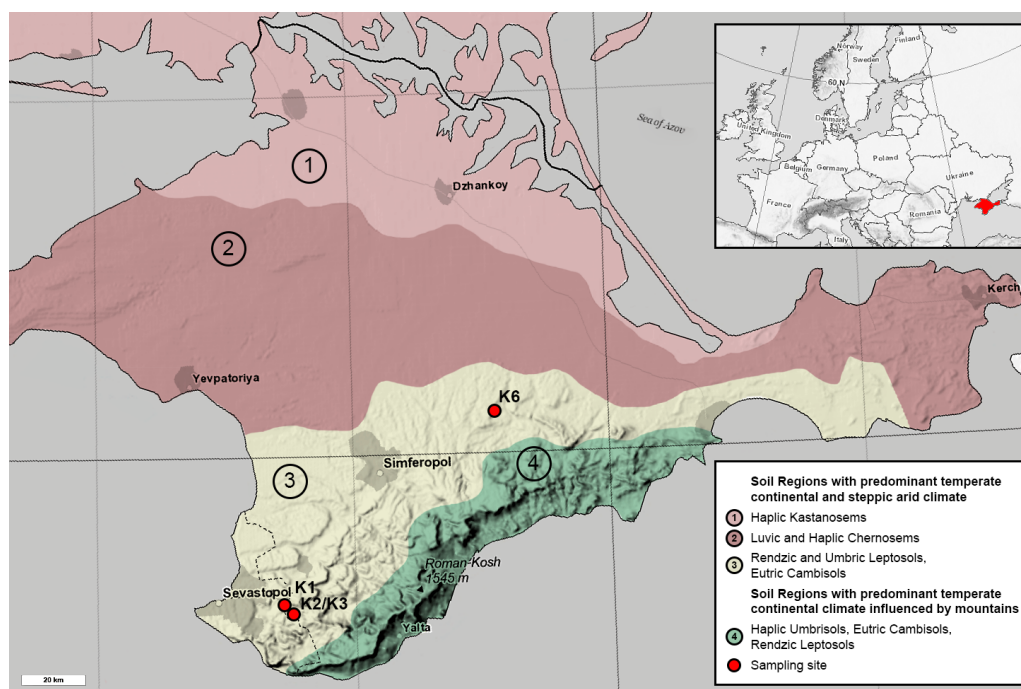 1
Dzhankoy
Sea of Azov
2
Kerch
Yevpatoriya
K6
Simferopol
3
4
Roman-Kosh
1545 m
Sevastopol
K1
K2/K3
Yalta
20 km
Norway
Sweden
Finland
60 N
Denmark
United Kingdom
Belgium
Germany
Poland
Ukraine
France
Romania
Italy
Soil Regions with predominant temperate
continental and steppic arid climate
1 Haplic Kastanosems
2 Luvic and Haplic Chernosems
3 Rendzic and Umbric Leptosols,
Eutric Cambisols
Soil Regions with predominant temperate
continental climate influenced by mountains
4 Haplic Umbrisols, Eutric Cambisols,
Rendzic Leptosols
Sampling site